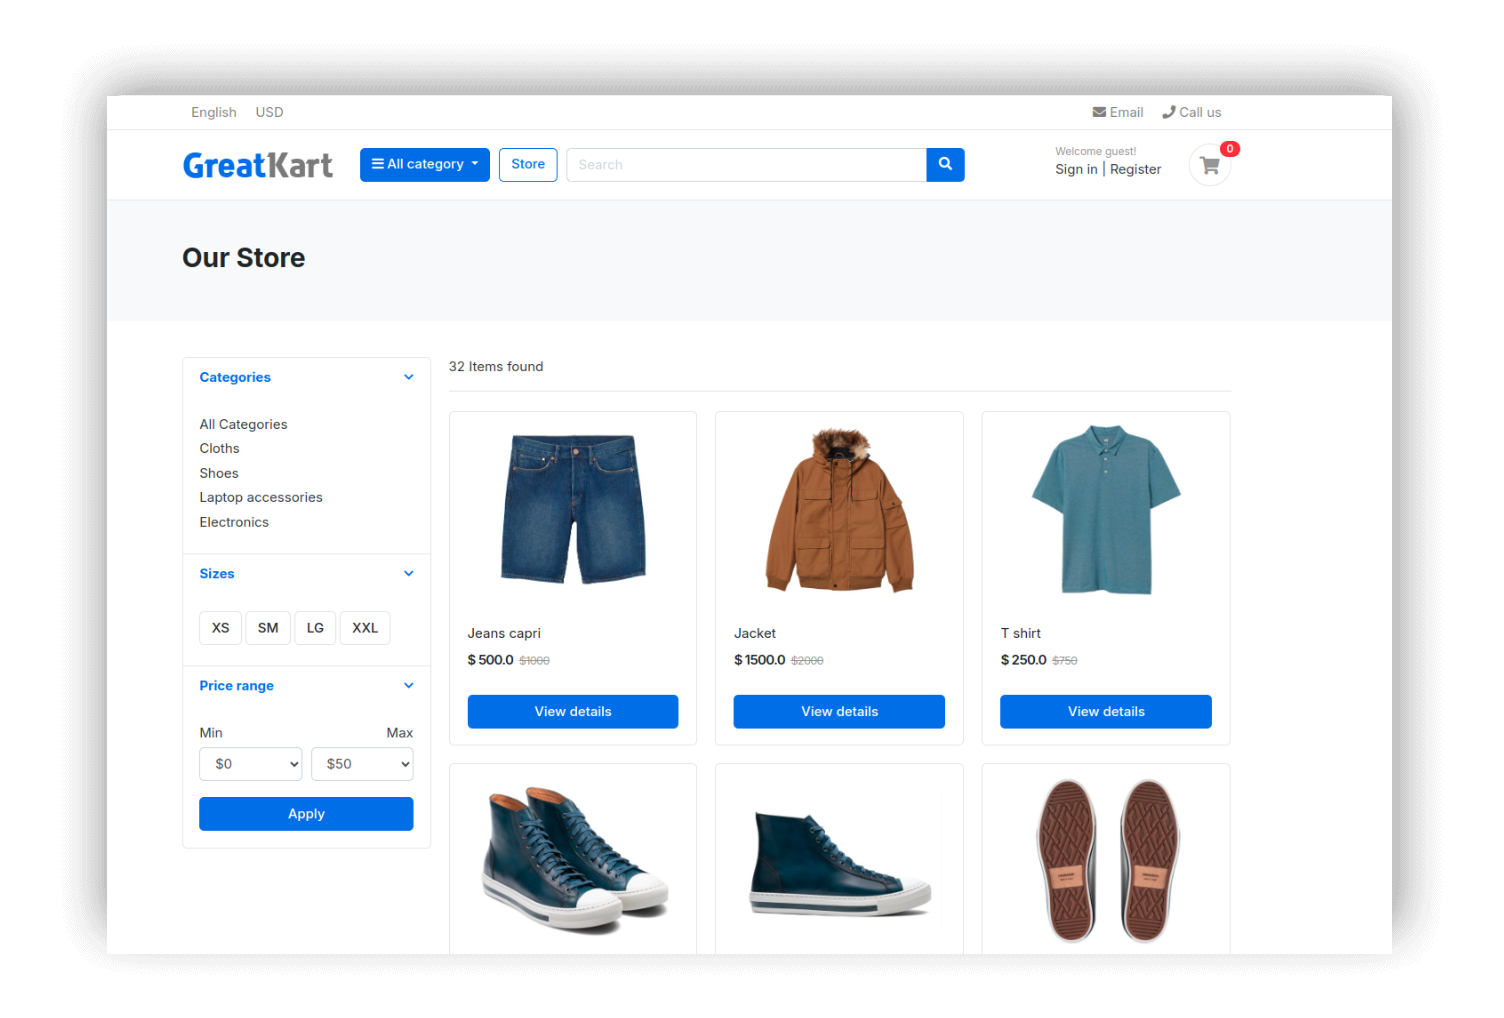 English USD Email Call us
GreatKart All category Store Search Welcome guest! 0
Sign in | Register
Our Store
Categories
All Categories
Cloths
Shoes
Laptop accessories
Electronics
Sizes
XS SM LG XXL
Price range
Min Max
$0 $50
Apply
32 Items found
Jeans capri
$ 500.0 $1000
View details
Jacket
$ 1500.0 $2000
View details
T shirt
$ 250.0 $750
View details